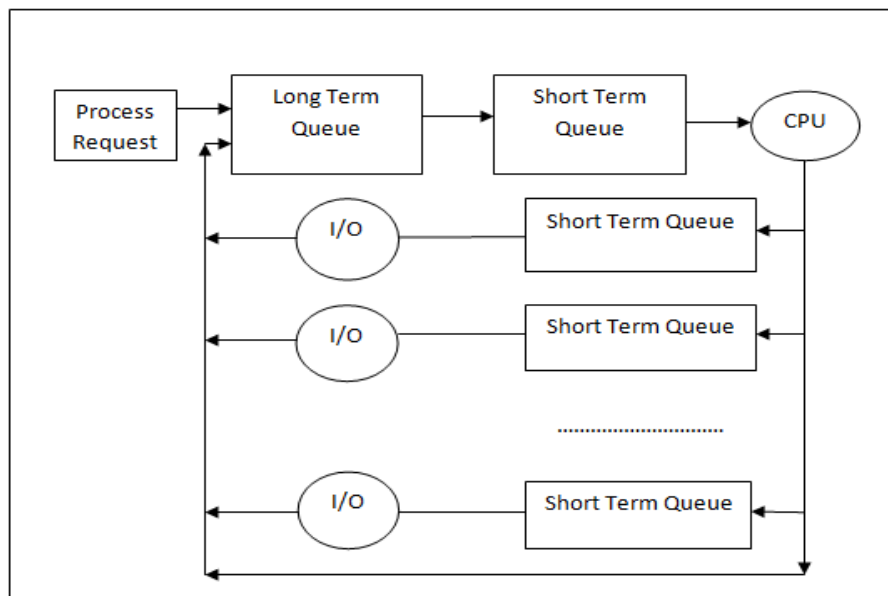 Process
Request
Long Term
Queue
Short Term
Queue
CPU
I/O
Short Term Queue
I/O
Short Term Queue
..............................
I/O
Short Term Queue